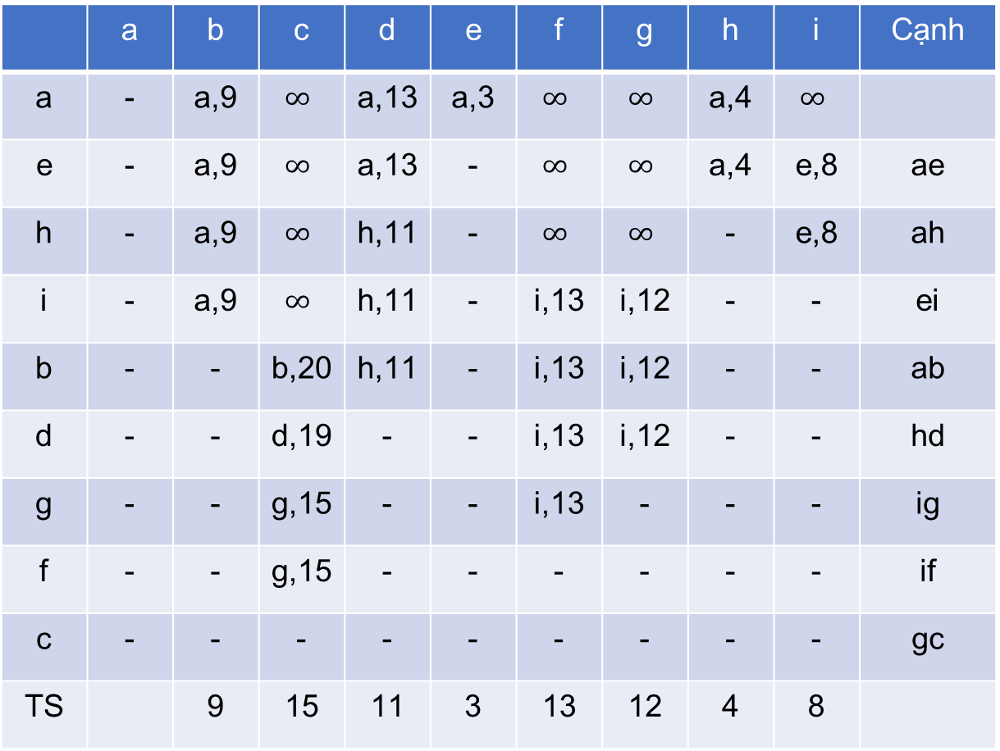 a b c d e f g h i Cạnh
a - a,9 ∞ a,13 a,3 ∞ ∞ a,4 ∞
e - a,9 ∞ a,13 - ∞ ∞ a,4 e,8 ae
h - a,9 ∞ h,11 - ∞ ∞ - e,8 ah
i - a,9 ∞ h,11 - i,13 i,12 - - ei
b - - b,20 h,11 - i,13 i,12 - - ab
d - - d,19 - - i,13 i,12 - - hd
g - - g,15 - - i,13 - - - ig
f - - g,15 - - - - - - if
c - - - - - - - - - gc
TS 9 15 11 3 13 12 4 8